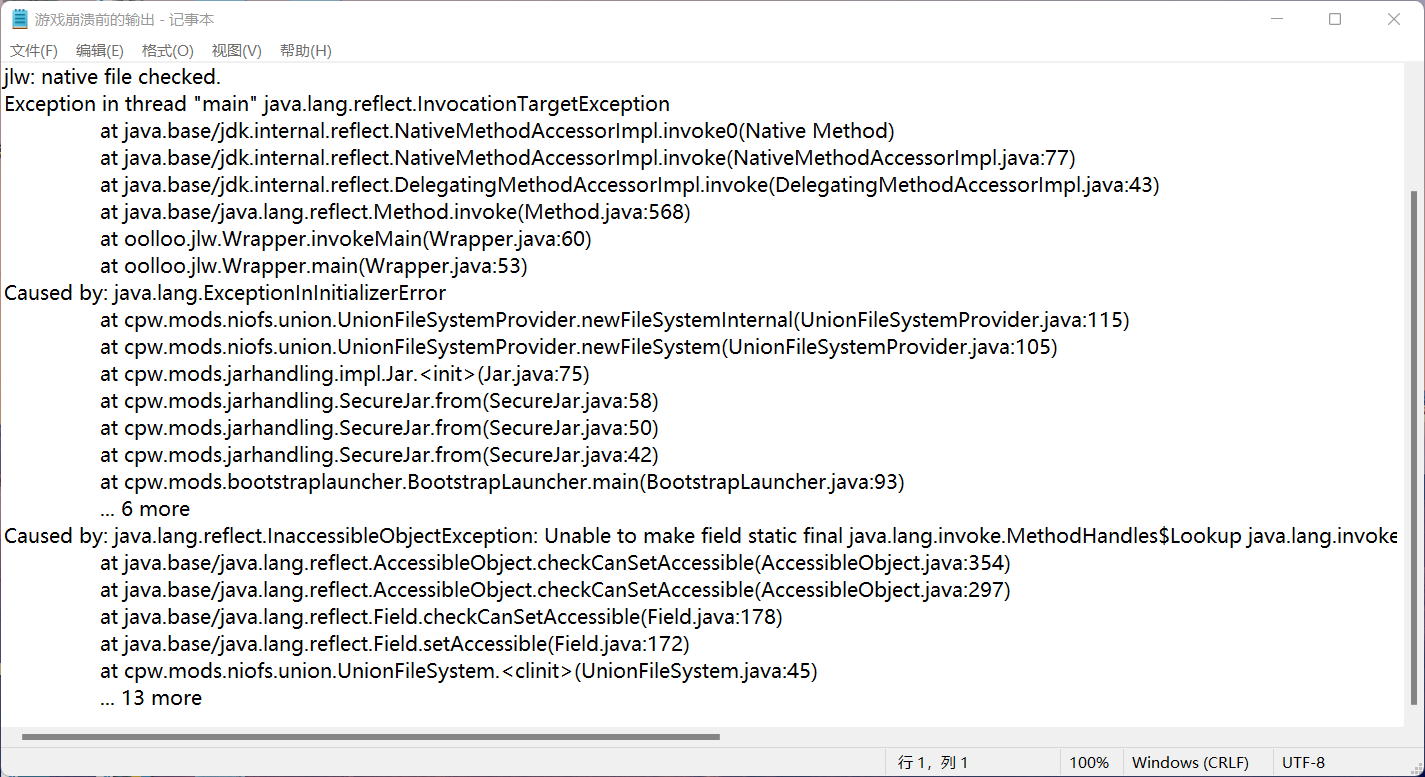 游戏崩溃前的输出 - 记事本
文件(F) 编辑(E) 格式(O) 视图(V) 帮助(H)
jlw: native file checked.
Exception in thread "main" java.lang.reflect.InvocationTargetException
at java.base/jdk.internal.reflect.NativeMethodAccessorImpl.invoke0(Native Method)
at java.base/jdk.internal.reflect.NativeMethodAccessorImpl.invoke(NativeMethodAccessorImpl.java:77)
at java.base/jdk.internal.reflect.DelegatingMethodAccessorImpl.invoke(DelegatingMethodAccessorImpl.java:43)
at java.base/java.lang.reflect.Method.invoke(Method.java:568)
at oolloo.jlw.Wrapper.invokeMain(Wrapper.java:60)
at oolloo.jlw.Wrapper.main(Wrapper.java:53)
Caused by: java.lang.ExceptionInInitializerError
at cpw.mods.niofs.union.UnionFileSystemProvider.newFileSystemInternal(UnionFileSystemProvider.java:115)
at cpw.mods.niofs.union.UnionFileSystemProvider.newFileSystem(UnionFileSystemProvider.java:105)
at cpw.mods.jarhandling.impl.Jar.<init>(Jar.java:75)
at cpw.mods.jarhandling.SecureJar.from(SecureJar.java:58)
at cpw.mods.jarhandling.SecureJar.from(SecureJar.java:50)
at cpw.mods.jarhandling.SecureJar.from(SecureJar.java:42)
at cpw.mods.bootstraplauncher.BootstrapLauncher.main(BootstrapLauncher.java:93)
... 6 more
Caused by: java.lang.reflect.InaccessibleObjectException: Unable to make field static final java.lang.invoke.MethodHandles$Lookup java.lang.invoke
at java.base/java.lang.reflect.AccessibleObject.checkCanSetAccessible(AccessibleObject.java:354)
at java.base/java.lang.reflect.AccessibleObject.checkCanSetAccessible(AccessibleObject.java:297)
at java.base/java.lang.reflect.Field.checkCanSetAccessible(Field.java:178)
at java.base/java.lang.reflect.Field.setAccessible(Field.java:172)
at cpw.mods.niofs.union.UnionFileSystem.<clinit>(UnionFileSystem.java:45)
... 13 more
行 1，列 1 100% Windows (CRLF) UTF-8